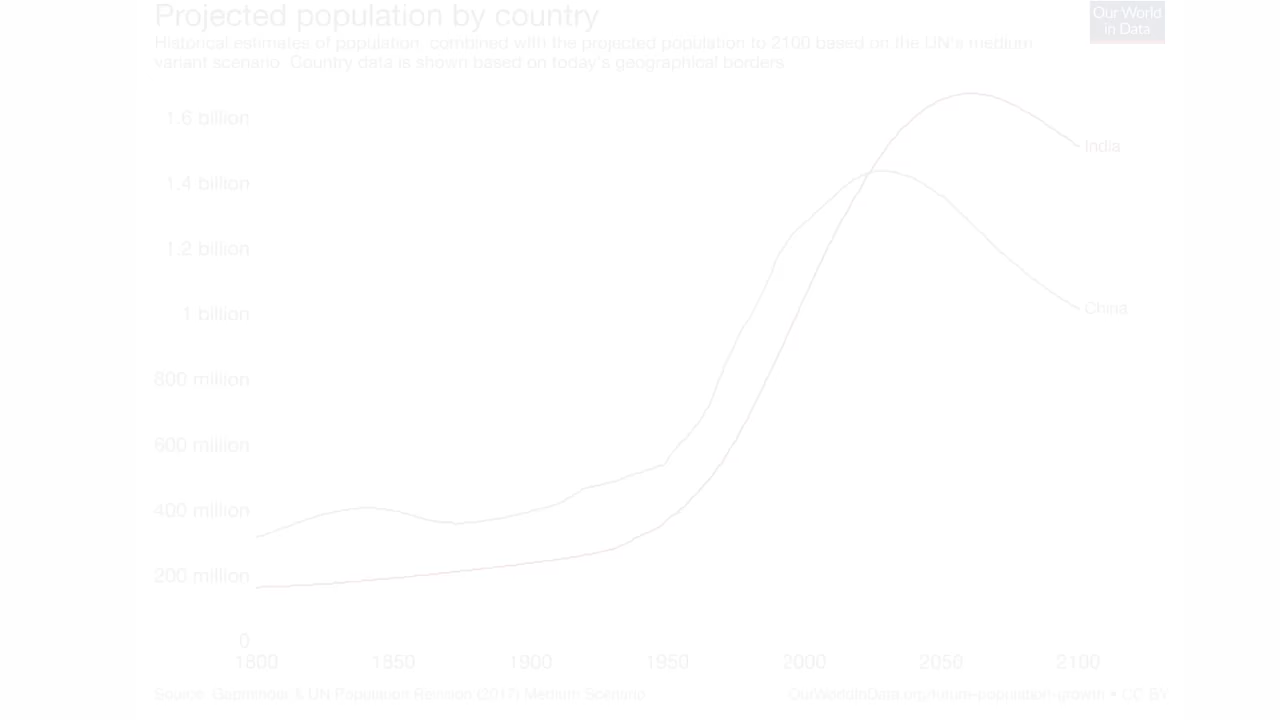 Projected population by country
Our World
in Data
Historical estimates of population, combined with the projected population to 2100 based on the UN's medium
variant scenario. Country data is shown based on today's geographical borders.
1.6 billion
India
1.4 billion
1.2 billion
1 billion
China
800 million
600 million
400 million
200 million
0
1800 1850 1900 1950 2000 2050 2100
Source: Gapminder & UN Population Revision (2017) Medium Scenario
OurWorldInData.org/future-population-growth • CC BY